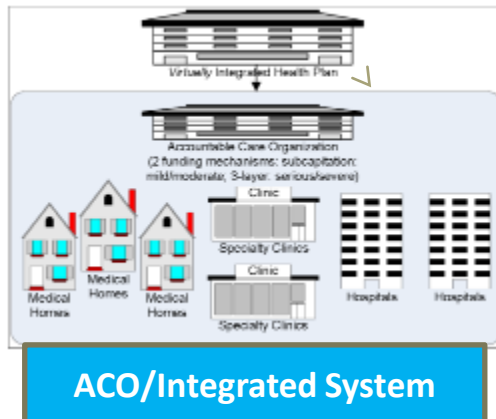 Virtually Integrated Health Plan
Accountable Care Organization
(2 funding mechanisms: subcapitation:
mild/moderate, 3-layer: serious/severe)
Clinic
Specialty Clinics
Medical
Homes
Medical
Homes
Medical
Homes
Clinic
Specialty Clinics
Hospitals
Hospitals
ACO/Integrated System